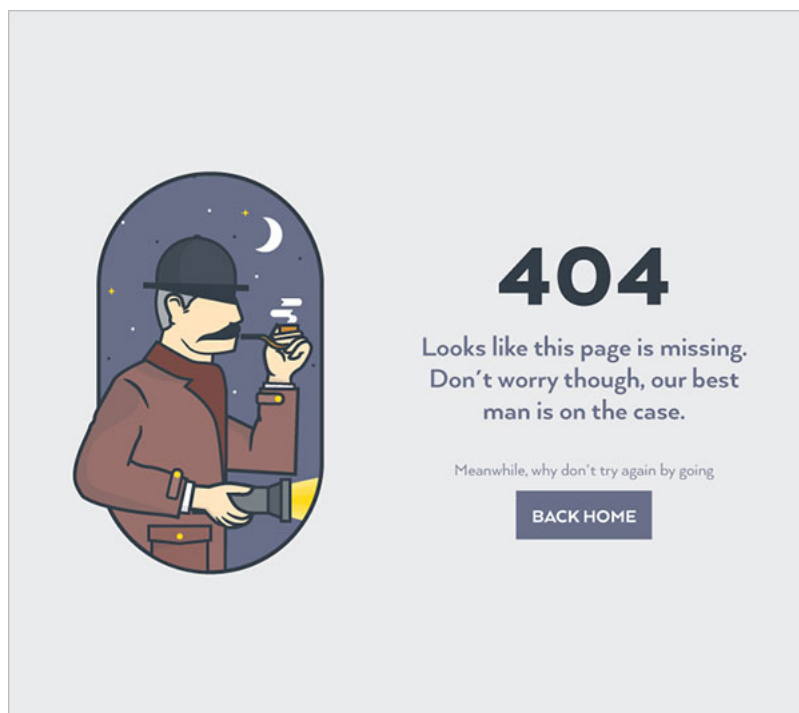 404
Looks like this page is missing.
Don´t worry though, our best
man is on the case.
Meanwhile, why don´t try again by going
BACK HOME